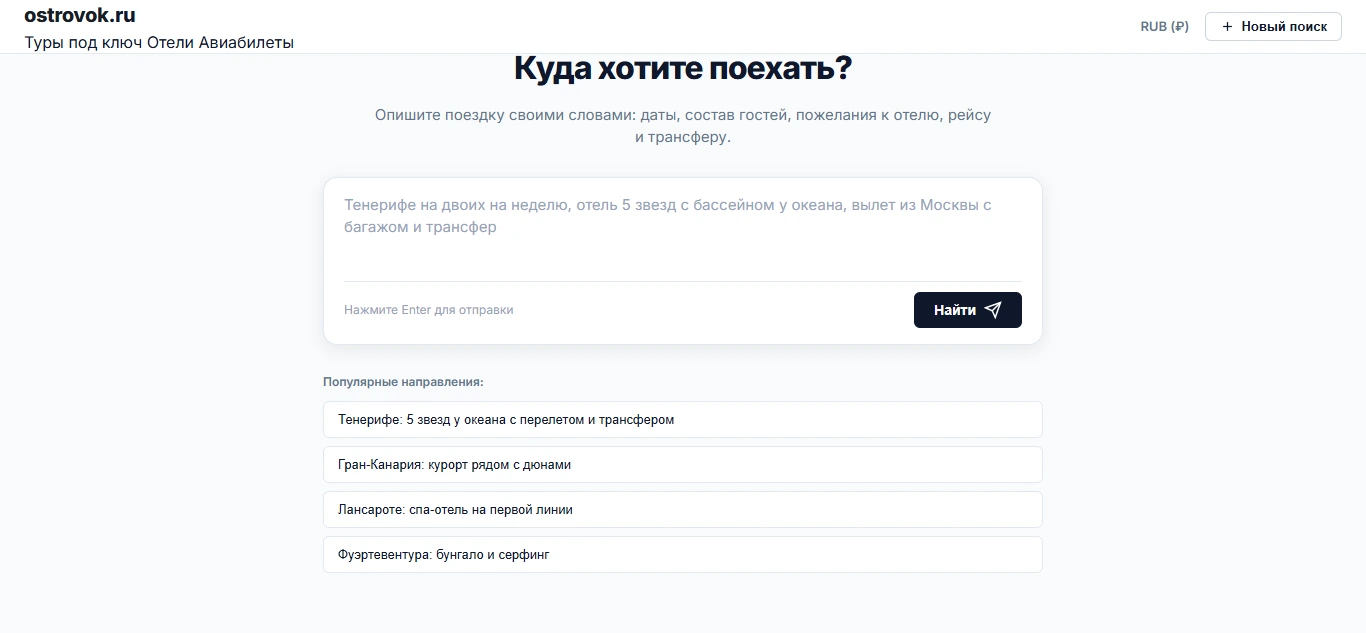 ostrovok.ru
Туры под ключ Отели Авиабилеты
RUB (₽)
+ Новый поиск
Куда хотите поехать?
Опишите поездку своими словами: даты, состав гостей, пожелания к отелю, рейсу
и трансферу.
Тенерифе на двоих на неделю, отель 5 звезд с бассейном у океана, вылет из Москвы с
багажом и трансфер
Нажмите Enter для отправки
Найти
Популярные направления:
Тенерифе: 5 звезд у океана с перелетом и трансфером
Гран-Канария: курорт рядом с дюнами
Лансароте: спа-отель на первой линии
Фуэртевентура: бунгало и серфинг